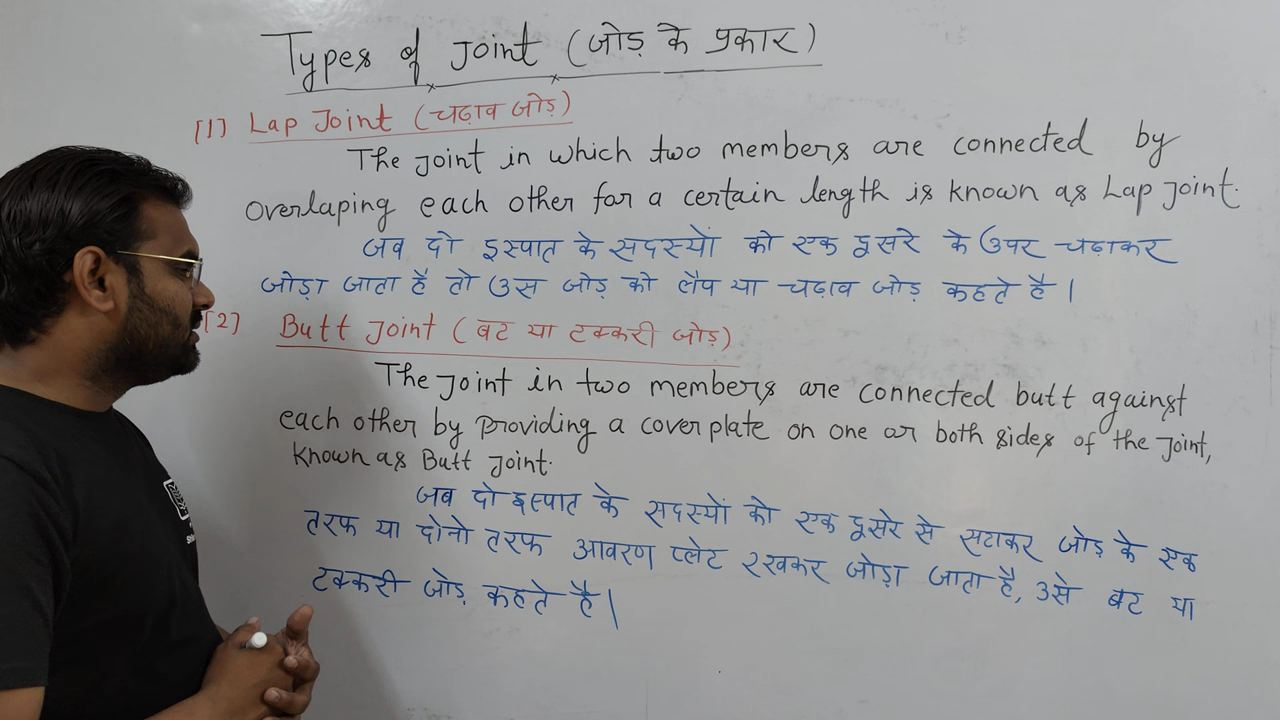 Types of Joint (जोड़ के प्रकार)
[1] Lap Joint (चढ़ाव जोड़)
The Joint in which two members are connected by
overlaping each other for a certain length is known as Lap Joint.
जब दो इस्पात के सदस्यों को एक दूसरे के उपर चढ़ाकर
जोड़ा जाता है तो उस जोड़ को लैप या चढ़ाव जोड़ कहते है।
[2] Butt Joint (बट या टक्करी जोड़)
The Joint in two members are connected butt against
each other by providing a cover plate on one or both sides of the Joint,
known as Butt Joint.
जब दो इस्पात के सदस्यों को एक दूसरे से सटाकर जोड़ के एक
तरफ या दोनो तरफ आवरण प्लेट रखकर जोड़ा जाता है, उसे बट या
टक्करी जोड़ कहते है।